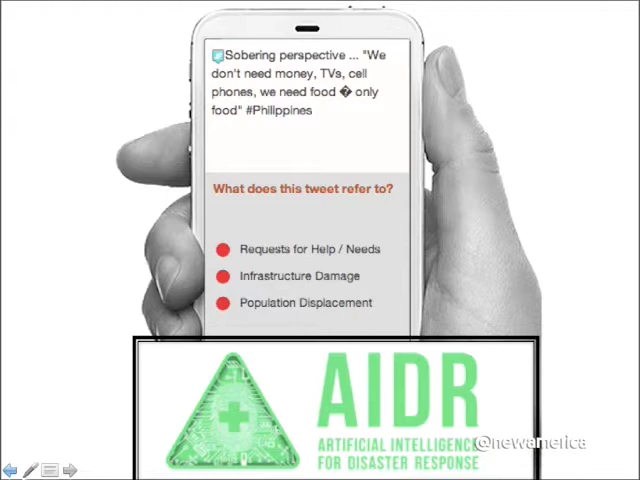 Sobering perspective ... "We
don't need money, TVs, cell
phones, we need food � only
food" #Philippines
What does this tweet refer to?
Requests for Help / Needs
Infrastructure Damage
Population Displacement
AIDR
ARTIFICIAL INTELLIGENCE
FOR DISASTER RESPONSE
@newamerica